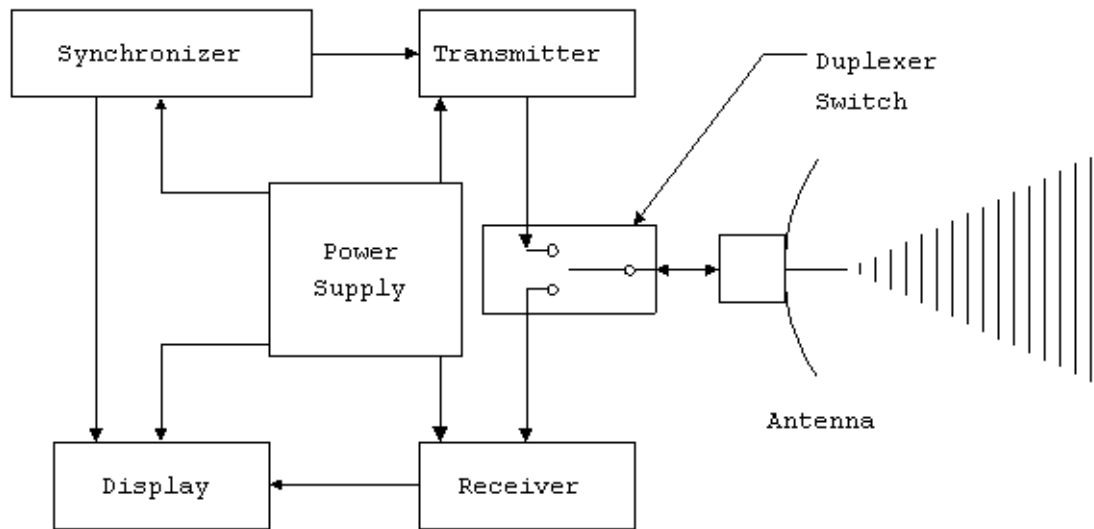 Synchronizer
Transmitter
Duplexer
Switch
Power
Supply
Antenna
Display
Receiver